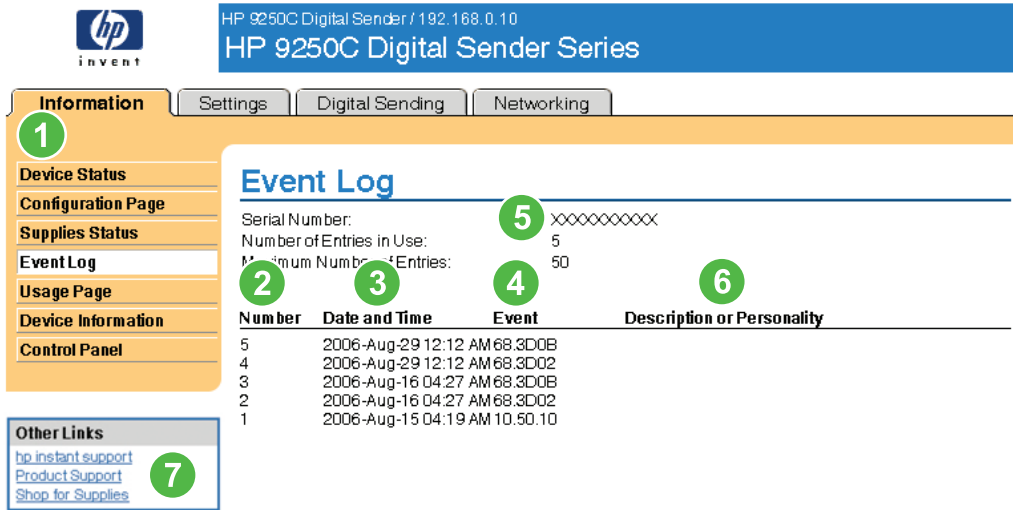 hp
invent
HP 9250C Digital Sender / 192.168.0.10
HP 9250C Digital Sender Series
Information
Settings
Digital Sending
Networking
1
Device Status
Configuration Page
Supplies Status
Event Log
Usage Page
Device Information
Control Panel
Event Log
Serial Number: 5 XXXXXXXXXX
Number of Entries in Use: 5
Maximum Number of Entries: 50
2 3 4 6
Number Date and Time Event Description or Personality
5 2006-Aug-29 12:12 AM 68.3D0B
4 2006-Aug-29 12:12 AM 68.3D02
3 2006-Aug-16 04:27 AM 68.3D0B
2 2006-Aug-16 04:27 AM 68.3D02
1 2006-Aug-15 04:19 AM 10.50.10
Other Links
hp instant support
Product Support
Shop for Supplies
7